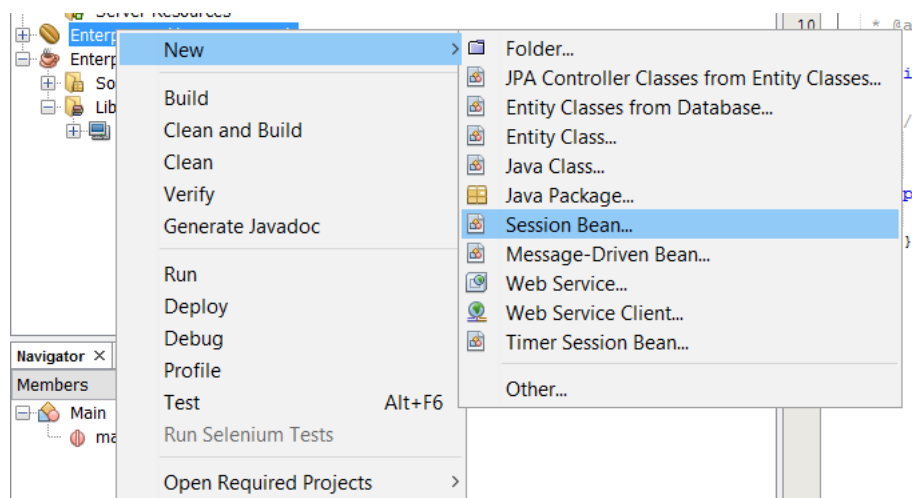 Server Resources
10
* @a
Enterp
Enterp
So
Lib
New
Build
Clean and Build
Clean
Verify
Generate Javadoc
Run
Deploy
Debug
Profile
Test Alt+F6
Run Selenium Tests
Open Required Projects
Folder...
JPA Controller Classes from Entity Classes...
Entity Classes from Database...
Entity Class...
Java Class...
Java Package...
Session Bean...
Message-Driven Bean...
Web Service...
Web Service Client...
Timer Session Bean...
Other...
i
/
p
}
Navigator ×
Members
Main
ma